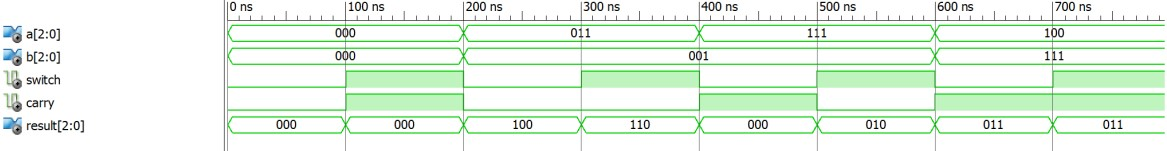 0 ns 100 ns 200 ns 300 ns 400 ns 500 ns 600 ns 700 ns
a[2:0] 000 011 111 100
b[2:0] 000 001 111
switch
carry
result[2:0] 000 000 100 110 000 010 011 011